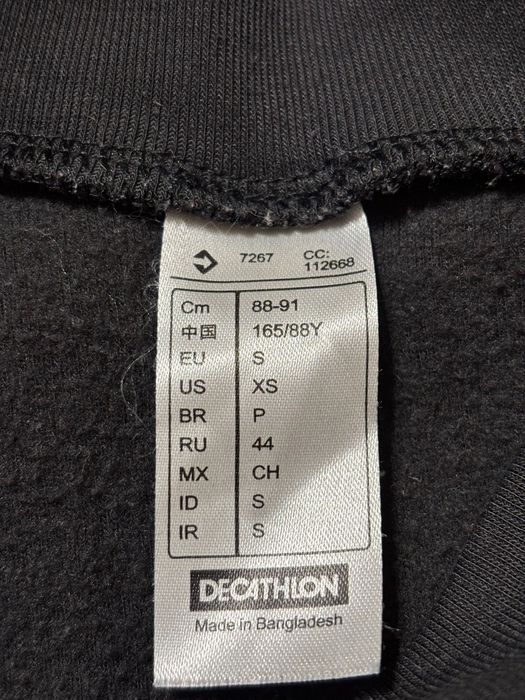 7267 CC: 112668
Cm 88-91
中国 165/88Y
EU S
US XS
BR P
RU 44
MX CH
ID S
IR S
DECATHLON
Made in Bangladesh